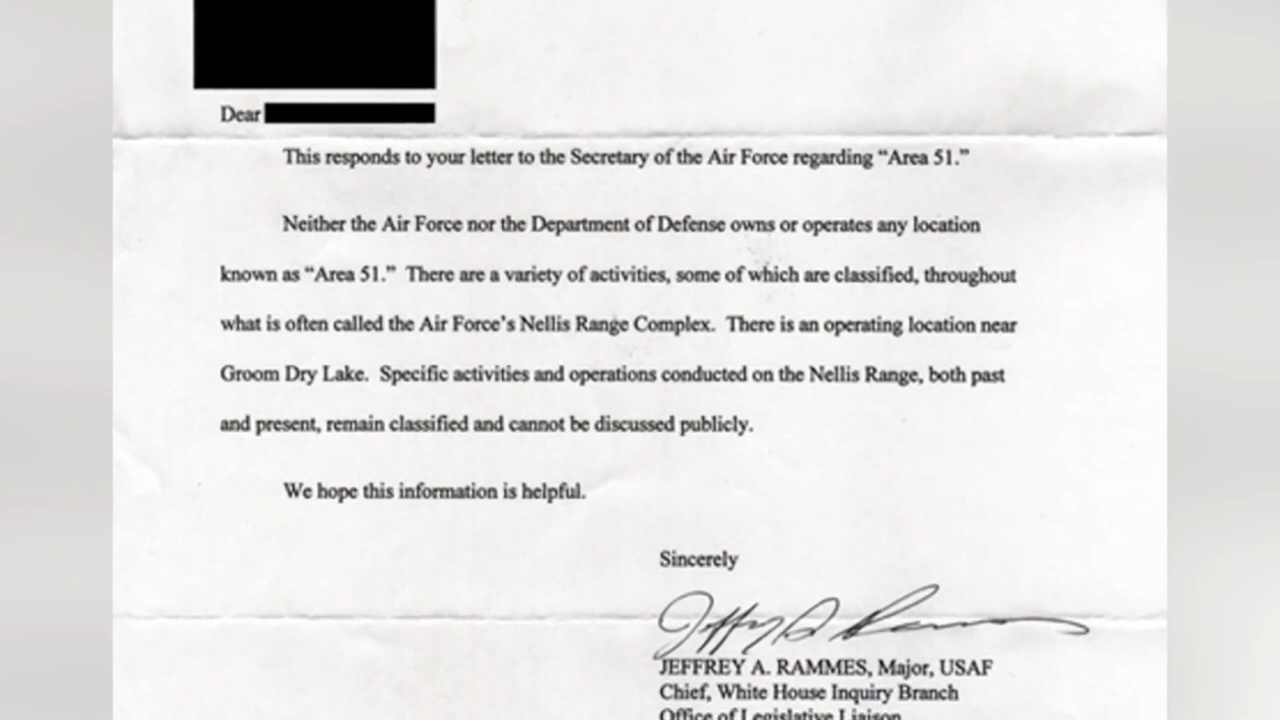 Dear
This responds to your letter to the Secretary of the Air Force regarding “Area 51.”
Neither the Air Force nor the Department of Defense owns or operates any location
known as “Area 51.” There are a variety of activities, some of which are classified, throughout
what is often called the Air Force’s Nellis Range Complex. There is an operating location near
Groom Dry Lake. Specific activities and operations conducted on the Nellis Range, both past
and present, remain classified and cannot be discussed publicly.
We hope this information is helpful.
Sincerely
JEFFREY A. RAMMES, Major, USAF
Chief, White House Inquiry Branch
Office of Legislative Liaison